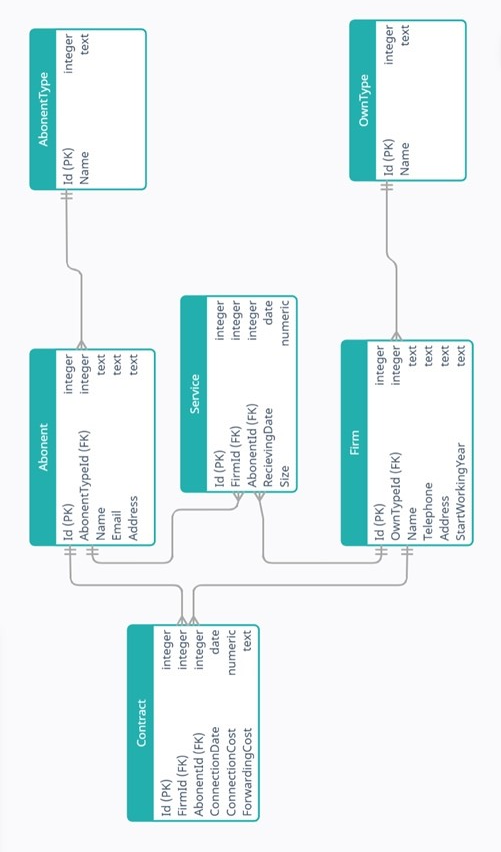 AbonentType
Id (PK) integer
Name text
OwnType
Id (PK) integer
Name text
Abonent
Id (PK) integer
AbonentTypeId (FK) integer
Name text
Email text
Address text
Service
Id (PK) integer
FirmId (FK) integer
AbonentId (FK) integer
RecievingDate date
Size numeric
Firm
Id (PK) integer
OwnTypeId (FK) integer
Name text
Telephone text
Address text
StartWorkingYear text
Contract
Id (PK) integer
FirmId (FK) integer
AbonentId (FK) integer
ConnectionDate date
ConnectionCost numeric
ForwardingCost text